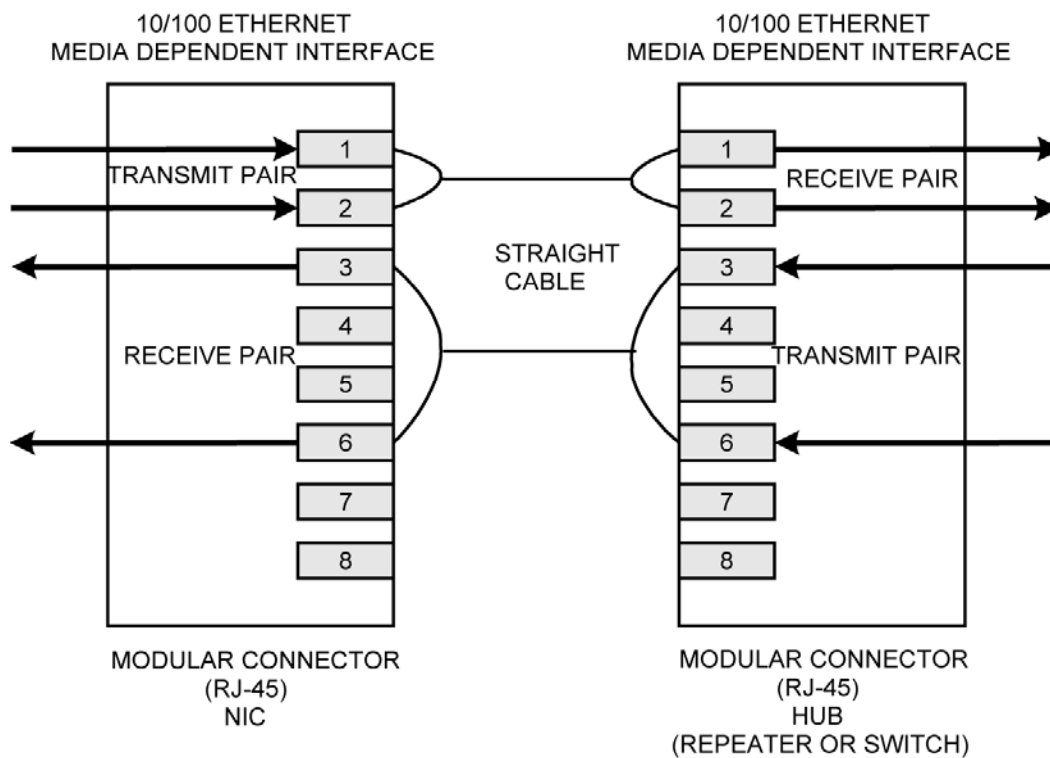 10/100 ETHERNET
MEDIA DEPENDENT INTERFACE
10/100 ETHERNET
MEDIA DEPENDENT INTERFACE
1
TRANSMIT PAIR
2
3
4
RECEIVE PAIR
5
6
7
8
STRAIGHT
CABLE
1
RECEIVE PAIR
2
3
4
TRANSMIT PAIR
5
6
7
8
MODULAR CONNECTOR
(RJ-45)
NIC
MODULAR CONNECTOR
(RJ-45)
HUB
(REPEATER OR SWITCH)